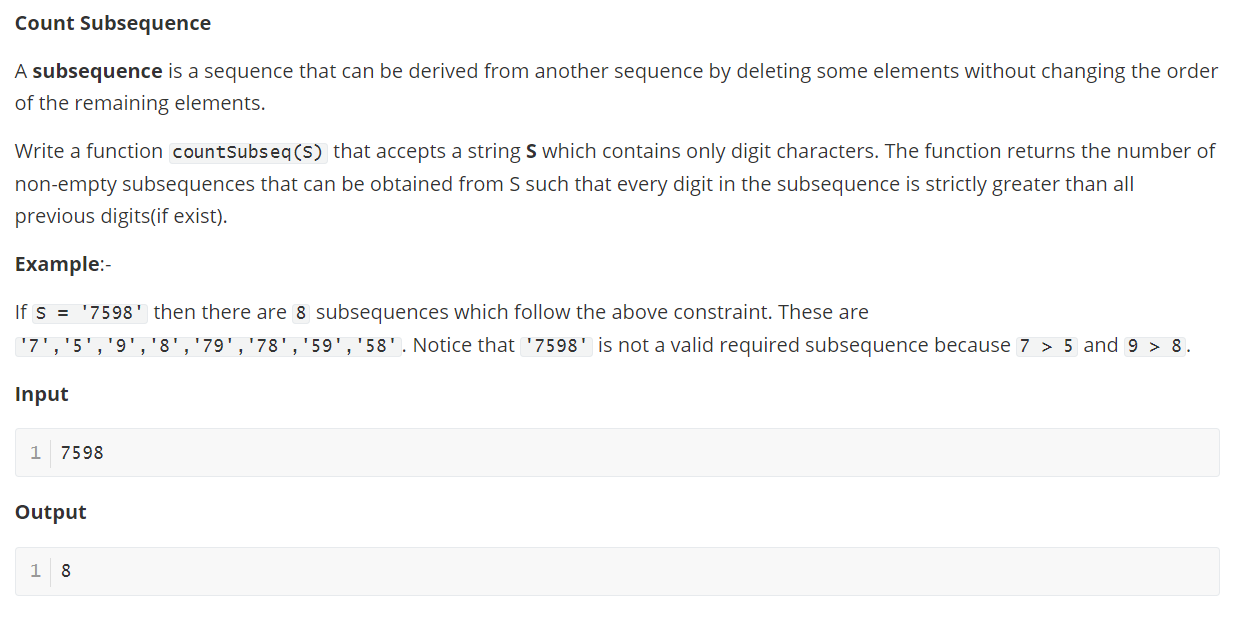 Count Subsequence
A subsequence is a sequence that can be derived from another sequence by deleting some elements without changing the order
of the remaining elements.
Write a function countSubseq(S) that accepts a string S which contains only digit characters. The function returns the number of
non-empty subsequences that can be obtained from S such that every digit in the subsequence is strictly greater than all
previous digits(if exist).
Example:-
If S = '7598' then there are 8 subsequences which follow the above constraint. These are
'7','5','9','8','79','78','59','58'. Notice that '7598' is not a valid required subsequence because 7 > 5 and 9 > 8.
Input
1 7598
Output
1 8